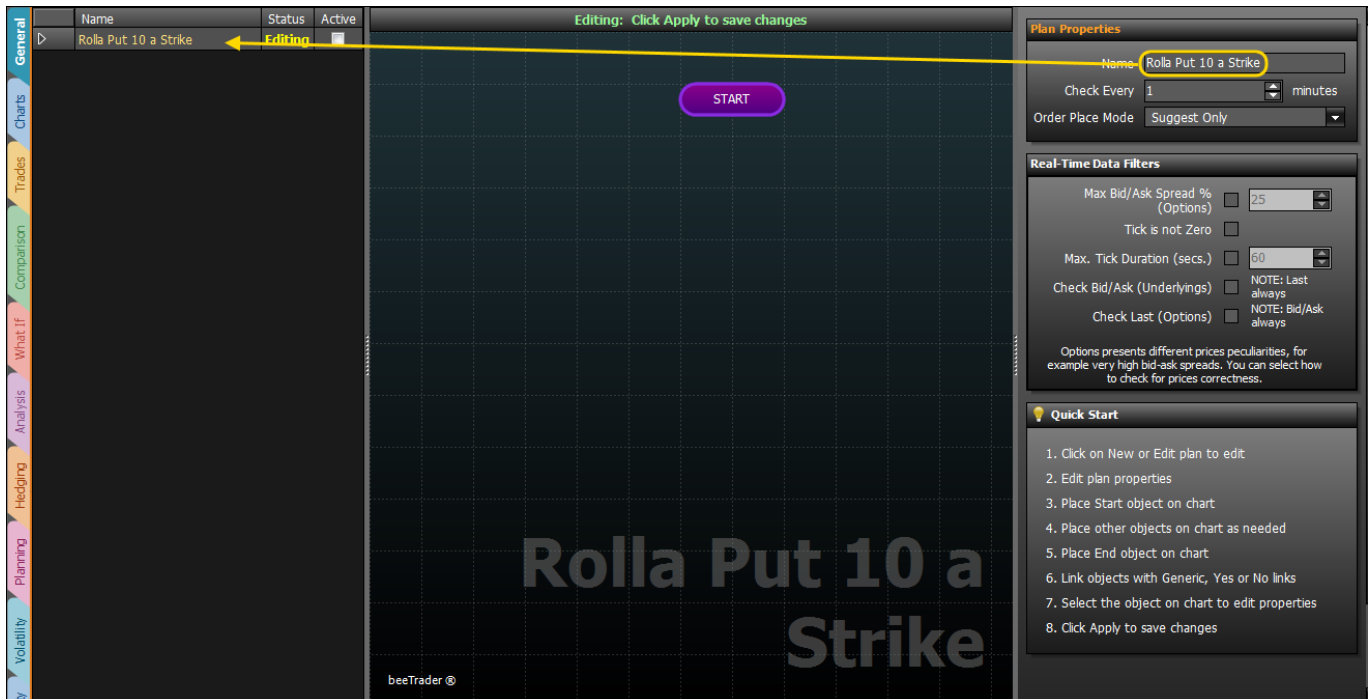 General
Charts
Trades
Comparison
What If
Analysis
Hedging
Planning
Volatility
Name Status Active
Rolla Put 10 a Strike Editing
Editing: Click Apply to save changes
START
Rolla Put 10 a
Strike
beeTrader ®
Plan Properties
Name Rolla Put 10 a Strike
Check Every 1 minutes
Order Place Mode Suggest Only
Real-Time Data Filters
Max Bid/Ask Spread %
(Options) 25
Tick is not Zero
Max. Tick Duration (secs.) 60
Check Bid/Ask (Underlyings) NOTE: Last
always
Check Last (Options) NOTE: Bid/Ask
always
Options presents different prices peculiarities, for
example very high bid-ask spreads. You can select how
to check for prices correctness.
Quick Start
1. Click on New or Edit plan to edit
2. Edit plan properties
3. Place Start object on chart
4. Place other objects on chart as needed
5. Place End object on chart
6. Link objects with Generic, Yes or No links
7. Select the object on chart to edit properties
8. Click Apply to save changes